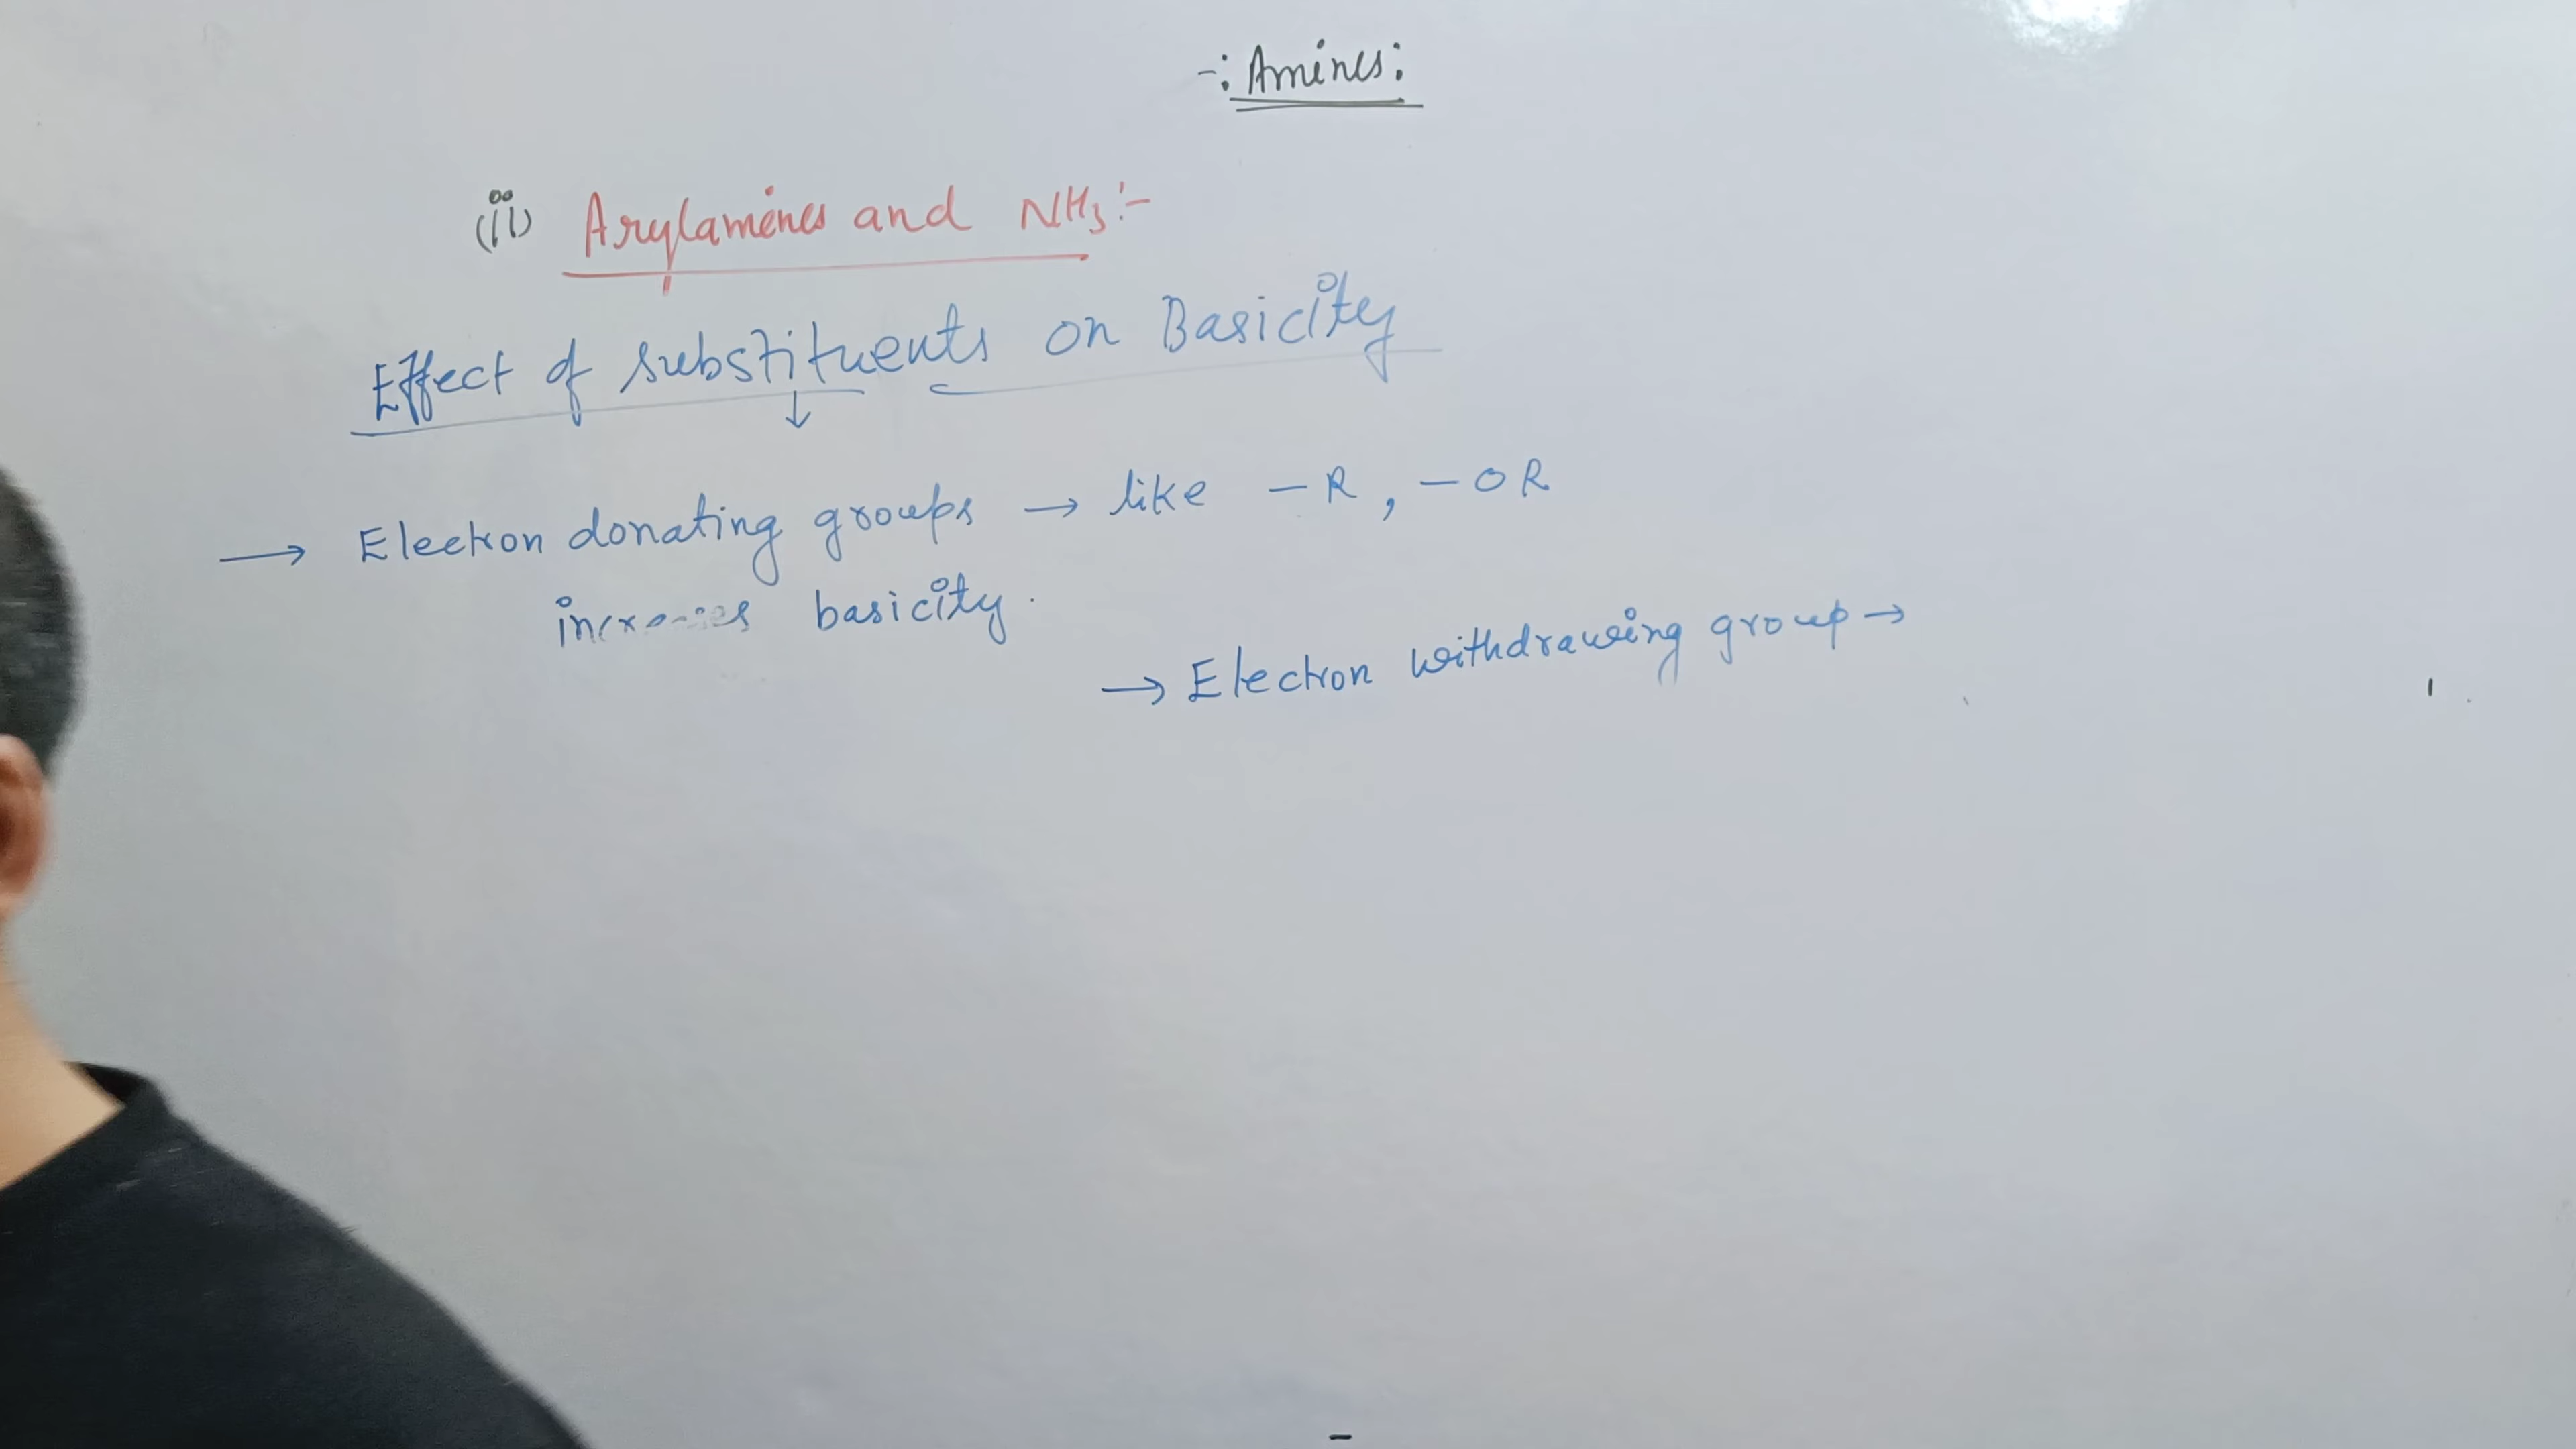 -: Amines:
(ii) Arylamines and NH3:-
Effect of substituents on Basicity
↓
→ Electron donating groups → like -R, -OR
increases basicity.
→ Electron withdrawing group →